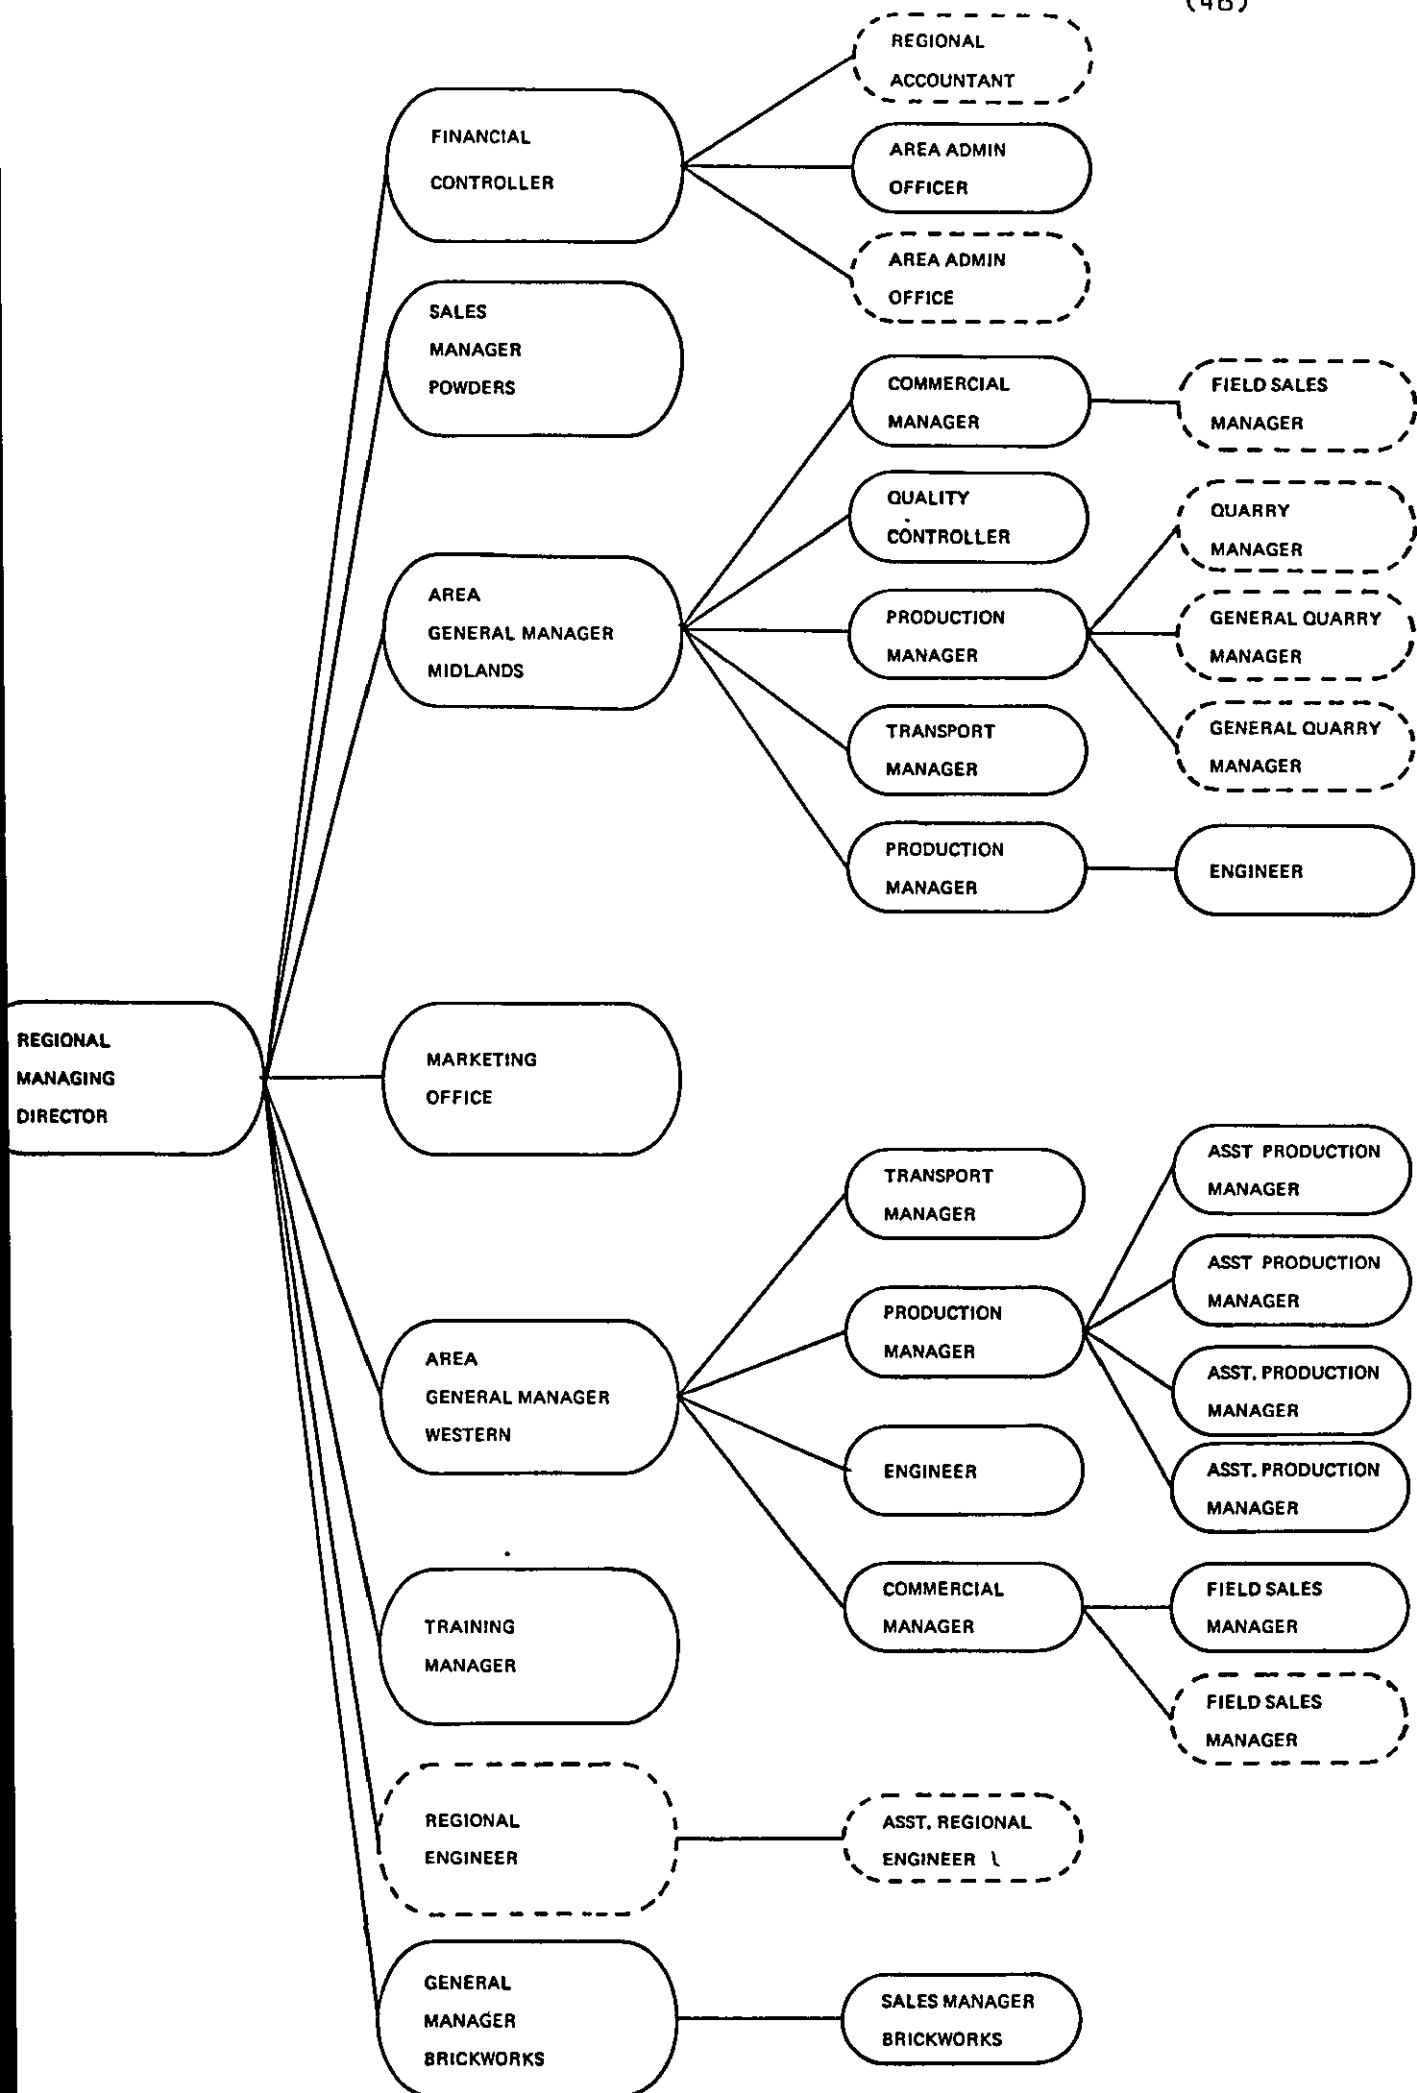 (4B)
REGIONAL
ACCOUNTANT
FINANCIAL
CONTROLLER
AREA ADMIN
OFFICER
AREA ADMIN
OFFICE
SALES
MANAGER
POWDERS
COMMERCIAL
MANAGER
FIELD SALES
MANAGER
QUALITY
CONTROLLER
QUARRY
MANAGER
AREA
GENERAL MANAGER
MIDLANDS
PRODUCTION
MANAGER
GENERAL QUARRY
MANAGER
TRANSPORT
MANAGER
GENERAL QUARRY
MANAGER
PRODUCTION
MANAGER
ENGINEER
REGIONAL
MANAGING
DIRECTOR
MARKETING
OFFICE
TRANSPORT
MANAGER
ASST PRODUCTION
MANAGER
ASST PRODUCTION
MANAGER
PRODUCTION
MANAGER
AREA
GENERAL MANAGER
WESTERN
ASST. PRODUCTION
MANAGER
ENGINEER
ASST. PRODUCTION
MANAGER
COMMERCIAL
MANAGER
FIELD SALES
MANAGER
TRAINING
MANAGER
FIELD SALES
MANAGER
REGIONAL
ENGINEER
ASST. REGIONAL
ENGINEER
GENERAL
MANAGER
BRICKWORKS
SALES MANAGER
BRICKWORKS